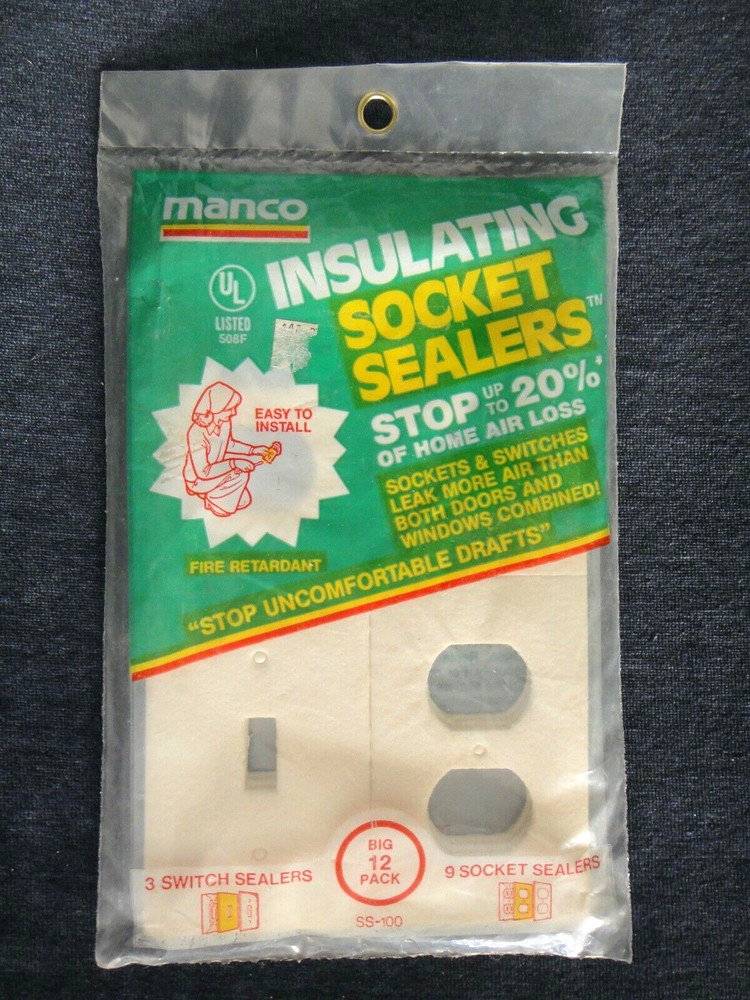 manco
INSULATING
SOCKET
SEALERS™
UL
LISTED
508F
STOP UP TO 20%*
OF HOME AIR LOSS
EASY TO
INSTALL
SOCKETS & SWITCHES
LEAK MORE AIR THAN
BOTH DOORS AND
WINDOWS COMBINED!
FIRE RETARDANT
"STOP UNCOMFORTABLE DRAFTS"
3 SWITCH SEALERS
BIG
12
PACK
9 SOCKET SEALERS
SS-100